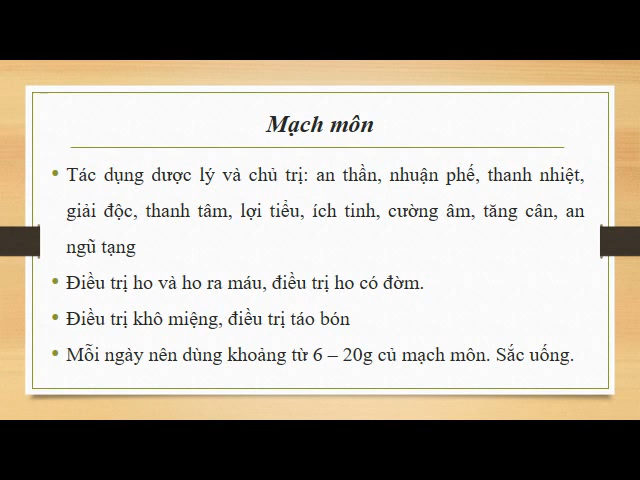 Mạch môn
• Tác dụng dược lý và chủ trị: an thần, nhuận phế, thanh nhiệt,
giải độc, thanh tâm, lợi tiểu, ích tinh, cường âm, tăng cân, an
ngũ tạng
• Điều trị ho và ho ra máu, điều trị ho có đờm.
• Điều trị khô miệng, điều trị táo bón
• Mỗi ngày nên dùng khoảng từ 6 – 20g củ mạch môn. Sắc uống.